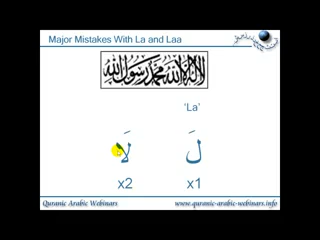 Major Mistakes With La and Laa
لا إله إلا الله محمد رسول الله
'La'
لَا لَ
x2 x1
Quranic Arabic Webinars www.quranic-arabic-webinars.info